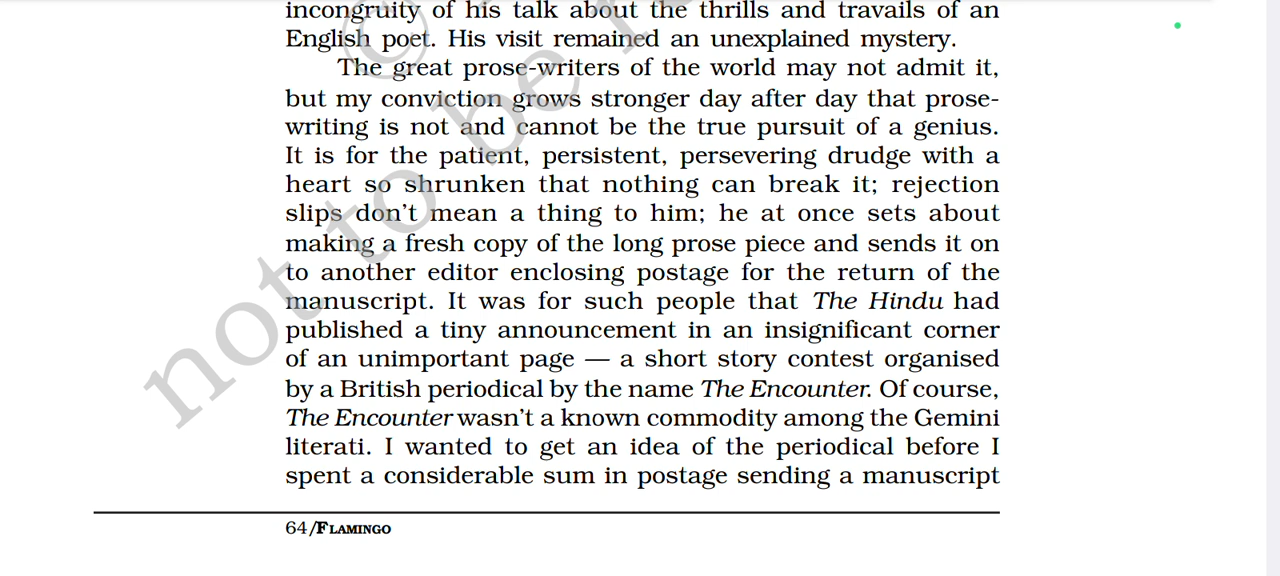 incongruity of his talk about the thrills and travails of an
English poet. His visit remained an unexplained mystery.
The great prose-writers of the world may not admit it,
but my conviction grows stronger day after day that prose-
writing is not and cannot be the true pursuit of a genius.
It is for the patient, persistent, persevering drudge with a
heart so shrunken that nothing can break it; rejection
slips don't mean a thing to him; he at once sets about
making a fresh copy of the long prose piece and sends it on
to another editor enclosing postage for the return of the
manuscript. It was for such people that The Hindu had
published a tiny announcement in an insignificant corner
of an unimportant page — a short story contest organised
by a British periodical by the name The Encounter. Of course,
The Encounter wasn't a known commodity among the Gemini
literati. I wanted to get an idea of the periodical before I
spent a considerable sum in postage sending a manuscript
64/FLAMINGO
©
not to be r